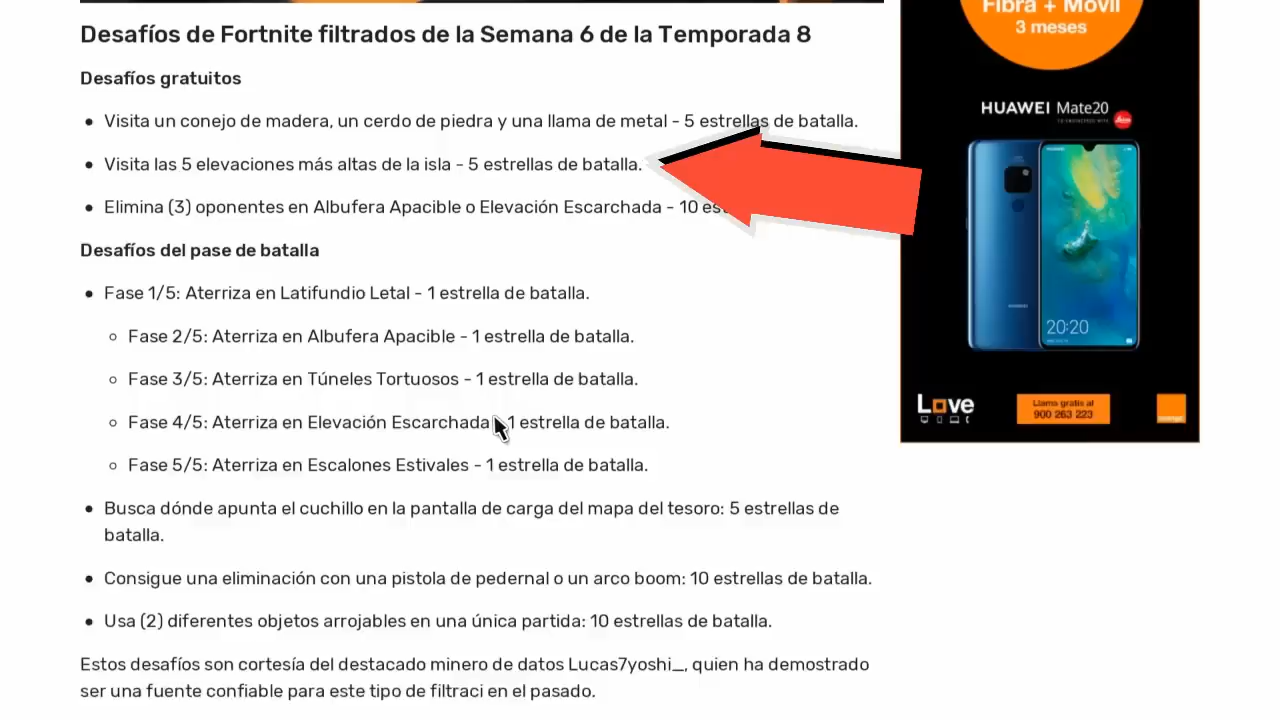 Desafíos de Fortnite filtrados de la Semana 6 de la Temporada 8
Desafíos gratuitos
Visita un conejo de madera, un cerdo de piedra y una llama de metal - 5 estrellas de batalla.
Visita las 5 elevaciones más altas de la isla - 5 estrellas de batalla.
Elimina (3) oponentes en Albufera Apacible o Elevación Escarchada - 10
Desafíos del pase de batalla
Fase 1/5: Aterriza en Latifundio Letal - 1 estrella de batalla.
Fase 2/5: Aterriza en Albufera Apacible - 1 estrella de batalla.
Fase 3/5: Aterriza en Túneles Tortuosos - 1 estrella de batalla.
Fase 4/5: Aterriza en Elevación Escarchada 1 estrella de batalla.
Fase 5/5: Aterriza en Escalones Estivales - 1 estrella de batalla.
Busca dónde apunta el cuchillo en la pantalla de carga del mapa del tesoro: 5 estrellas de
batalla.
Consigue una eliminación con una pistola de pedernal o un arco boom: 10 estrellas de batalla.
Usa (2) diferentes objetos arrojables en una única partida: 10 estrellas de batalla.
Estos desafíos son cortesía del destacado minero de datos Lucas7yoshi_, quien ha demostrado
ser una fuente confiable para este tipo de filtraci en el pasado.
Fibra + Móvil
3 meses
HUAWEI Mate20
20:20
HUAWEI
Love
Llama gratis al
900 263 223
orange